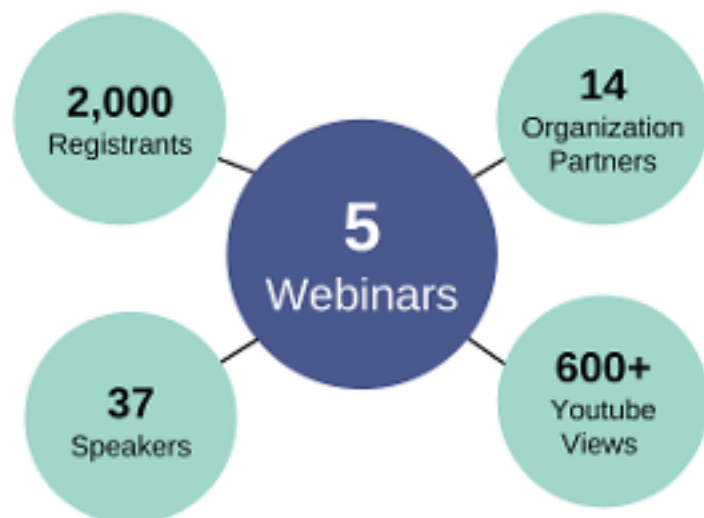 2,000
Registrants
14
Organization
Partners
5
Webinars
37
Speakers
600+
Youtube
Views